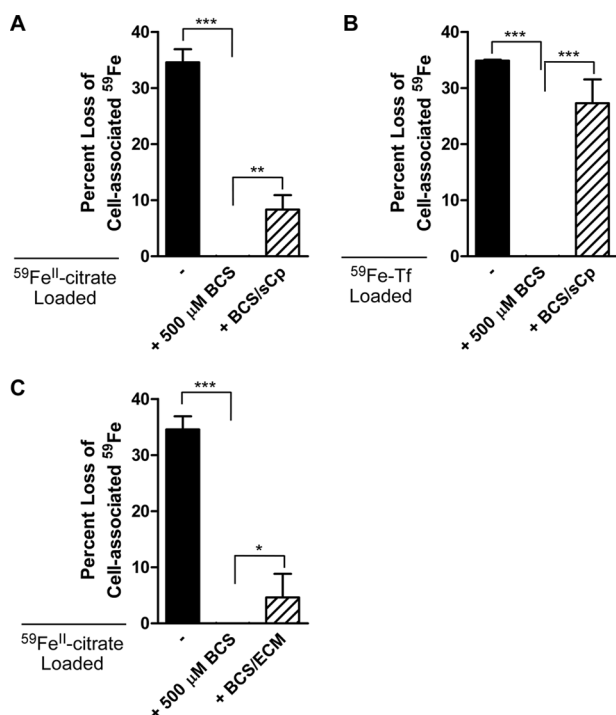 A
Percent Loss of
Cell-associated ⁵⁹Fe
40
30
20
10
0
***
**
⁵⁹Feᴵᴵ-citrate
Loaded
-
+ 500 μM BCS
+ BCS/sCp
B
Percent Loss of
Cell-associated ⁵⁹Fe
40
30
20
10
0
***
***
⁵⁹Fe-Tf
Loaded
-
+ 500 μM BCS
+ BCS/sCp
C
Percent Loss of
Cell-associated ⁵⁹Fe
40
30
20
10
0
***
*
⁵⁹Feᴵᴵ-citrate
Loaded
-
+ 500 μM BCS
+ BCS/ECM